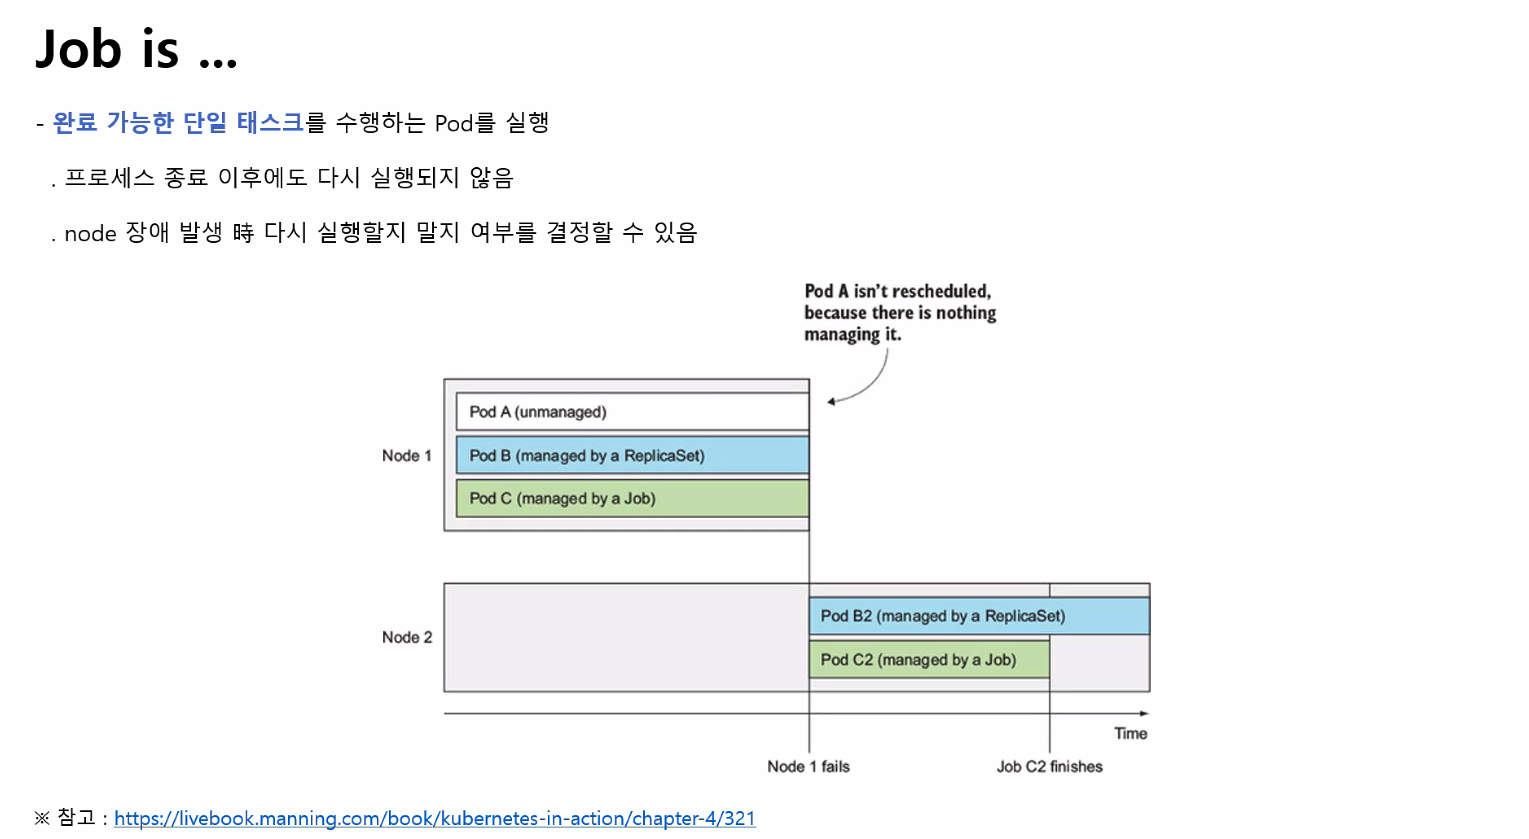 Job is ...
- 완료 가능한 단일 태스크를 수행하는 Pod를 실행
. 프로세스 종료 이후에도 다시 실행되지 않음
. node 장애 발생 時 다시 실행할지 말지 여부를 결정할 수 있음
Pod A isn't rescheduled,
because there is nothing
managing it.
Pod A (unmanaged)
Node 1
Pod B (managed by a ReplicaSet)
Pod C (managed by a Job)
Pod B2 (managed by a ReplicaSet)
Node 2
Pod C2 (managed by a Job)
Time
Node 1 fails
Job C2 finishes
※ 참고 : https://livebook.manning.com/book/kubernetes-in-action/chapter-4/321